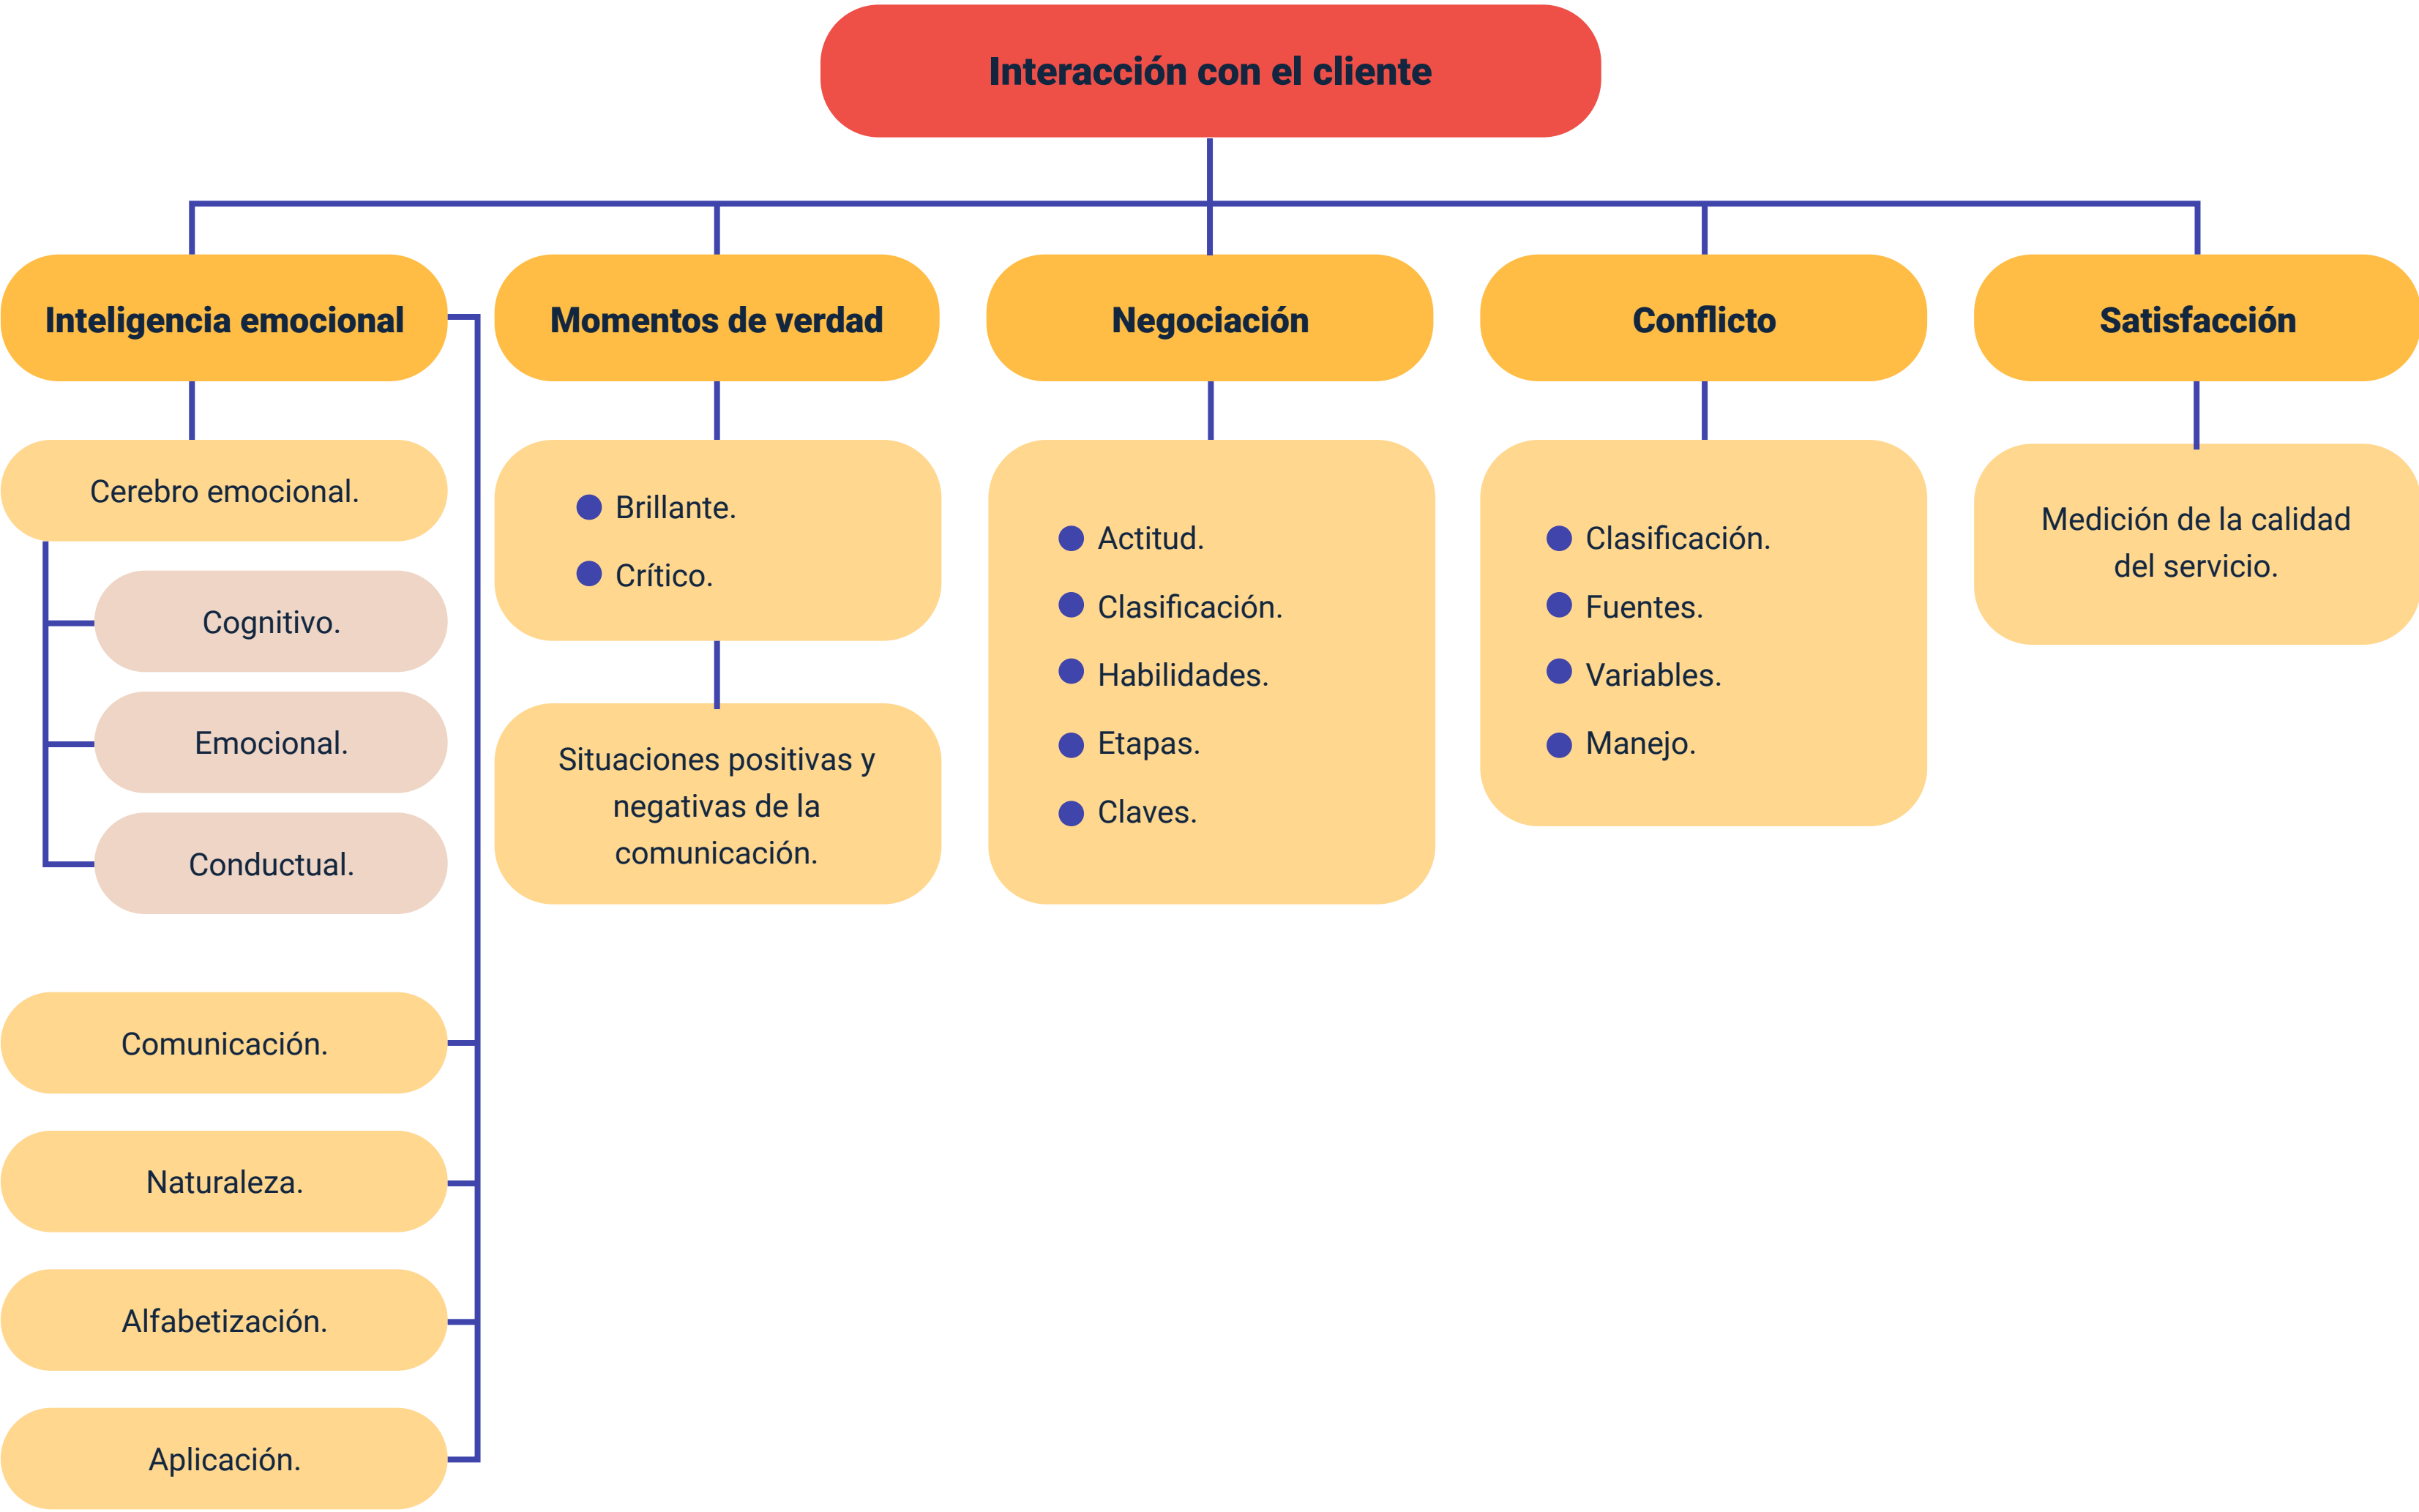 Interacción con el cliente
Inteligencia emocional
Cerebro emocional.
Cognitivo.
Emocional.
Conductual.
Comunicación.
Naturaleza.
Alfabetización.
Aplicación.
Momentos de verdad
Brillante.
Crítico.
Situaciones positivas y
negativas de la
comunicación.
Negociación
Actitud.
Clasificación.
Habilidades.
Etapas.
Claves.
Conflicto
Clasificación.
Fuentes.
Variables.
Manejo.
Satisfacción
Medición de la calidad
del servicio.